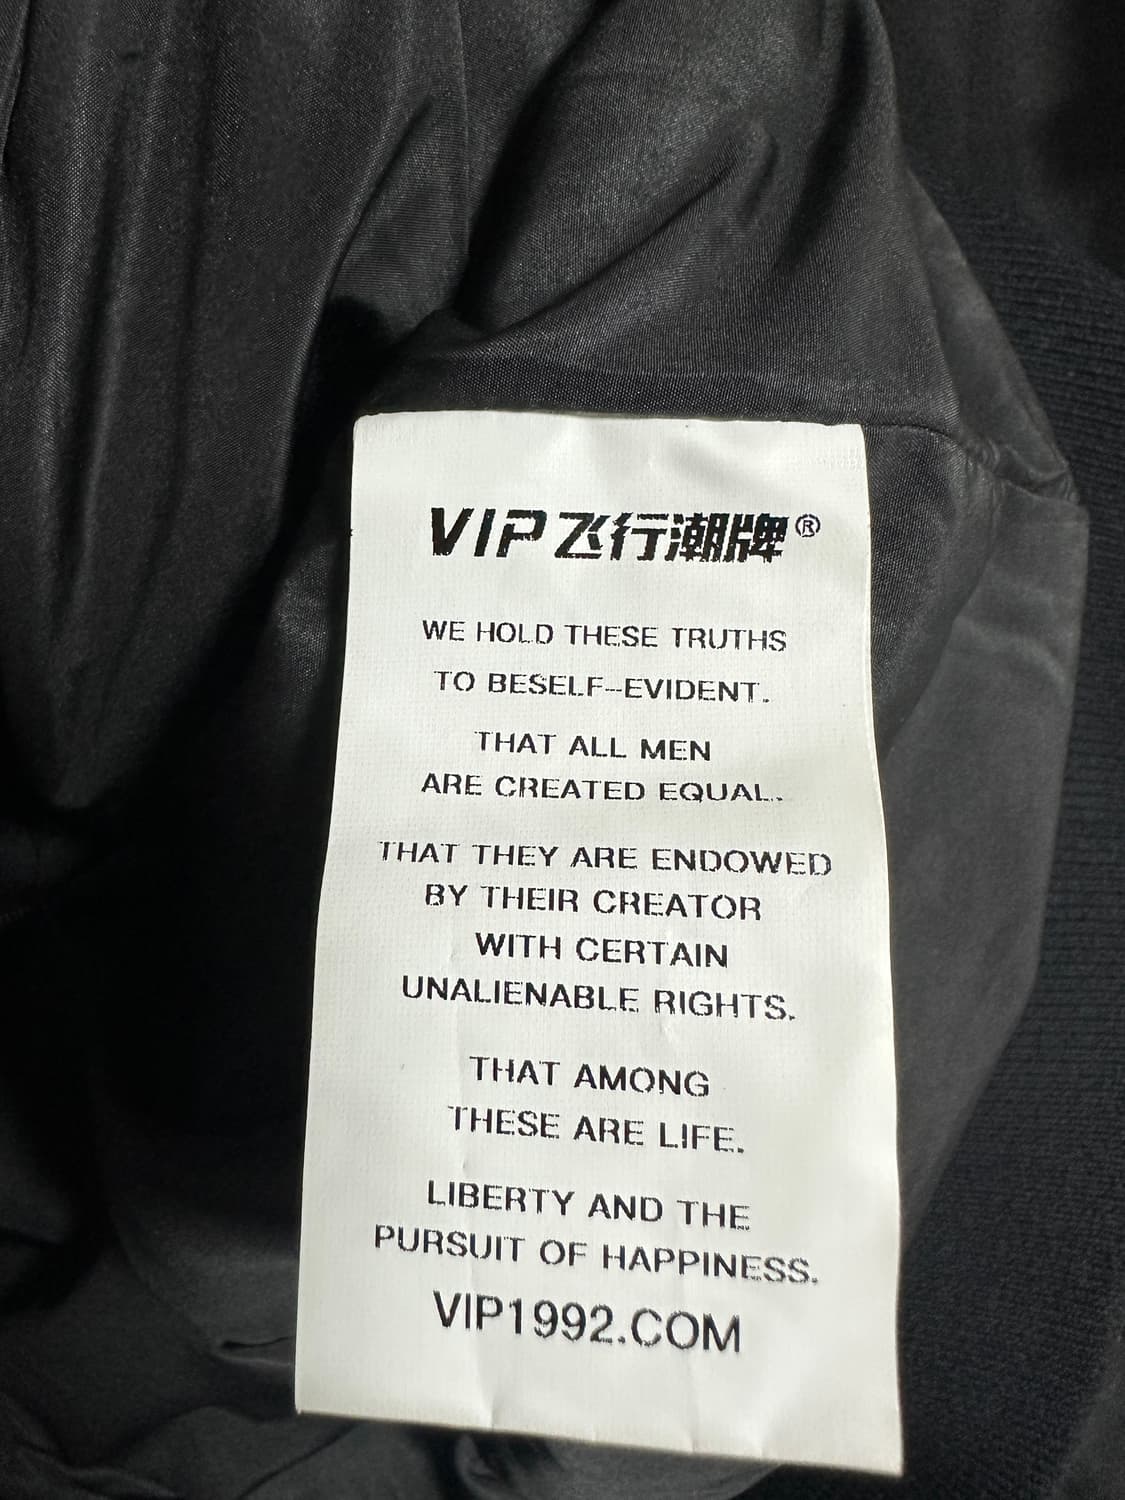 VIP飞行潮牌®
WE HOLD THESE TRUTHS
TO BESELF--EVIDENT.
THAT ALL MEN
ARE CREATED EQUAL.
THAT THEY ARE ENDOWED
BY THEIR CREATOR
WITH CERTAIN
UNALIENABLE RIGHTS.
THAT AMONG
THESE ARE LIFE.
LIBERTY AND THE
PURSUIT OF HAPPINESS.
VIP1992.COM